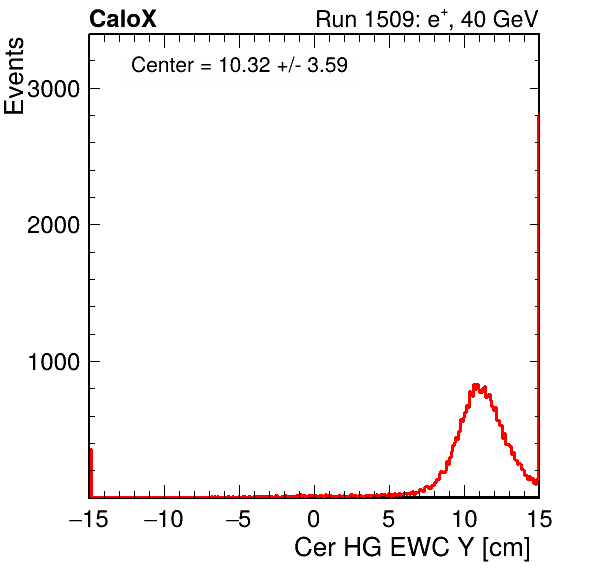 CaloX Run 1509: e⁺, 40 GeV
Center = 10.32 +/- 3.59
Events
3000
2000
1000
−15 −10 −5 0 5 10 15
Cer HG EWC Y [cm]